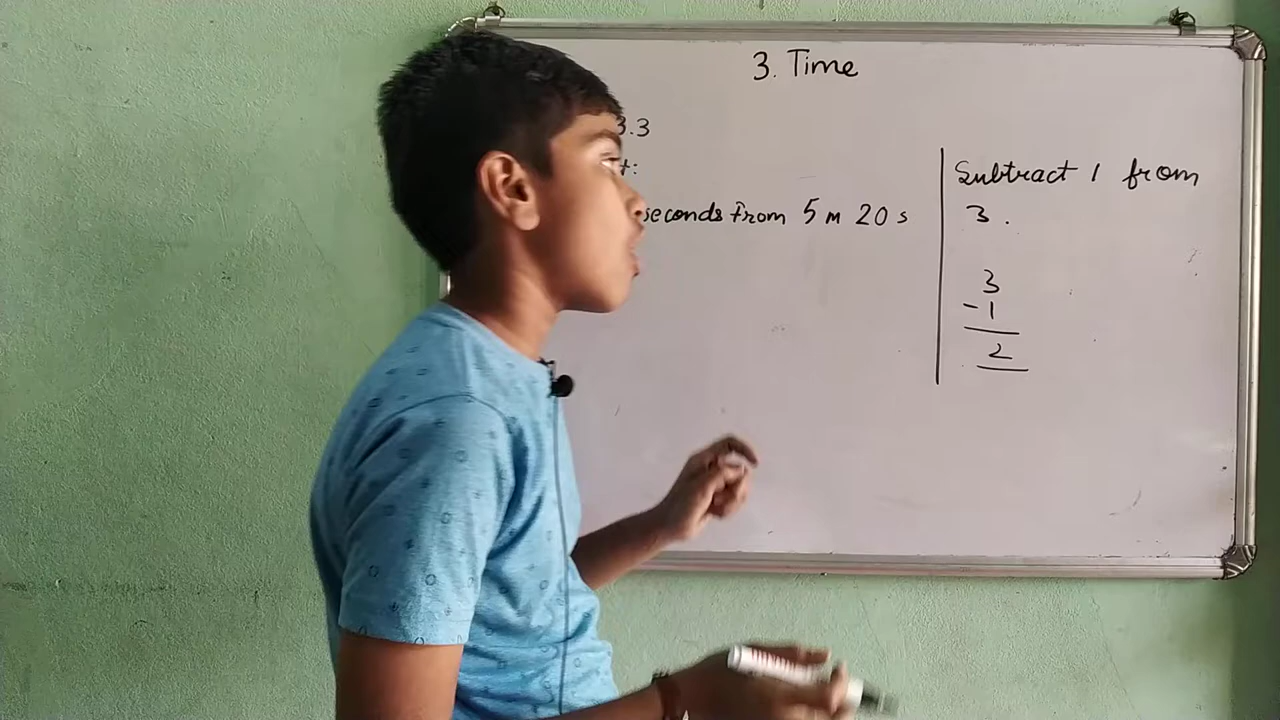 3. Time
3.3
t:
seconds from 5 m 20 s
Subtract 1 from
3.
3
-1
2